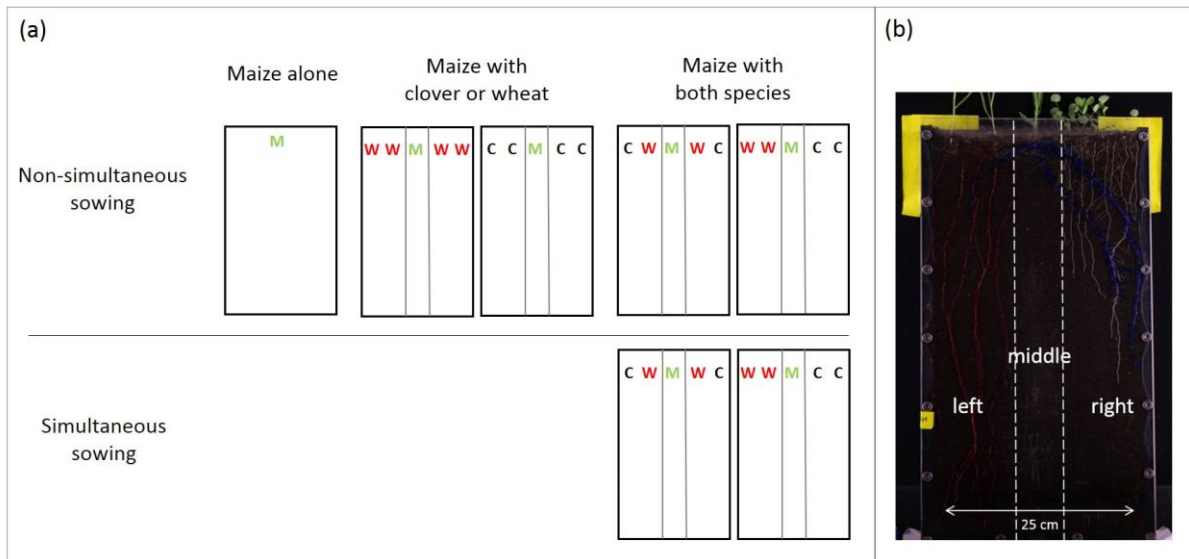 (a)
Maize alone
Maize with
clover or wheat
Maize with
both species
Non-simultaneous
sowing
M
W W M W W
C C M C C
C W M W C
W W M C C
Simultaneous
sowing
C W M W C
W W M C C
(b)
middle
left
right
25 cm